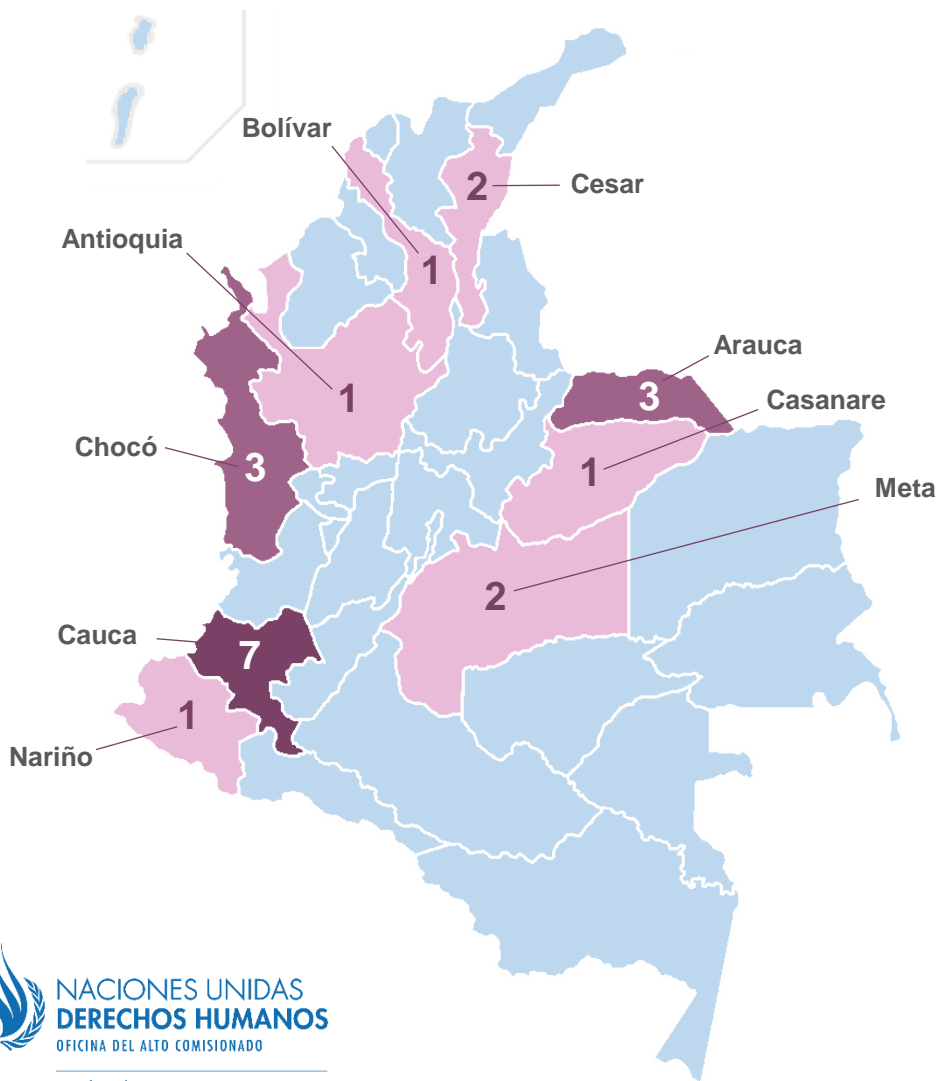 Bolívar
2
Cesar
Antioquia
1
Arauca
3
Casanare
1
Chocó
3
1
Meta
2
Cauca
7
1
Nariño
NACIONES UNIDAS
DERECHOS HUMANOS
OFICINA DEL ALTO COMISIONADO